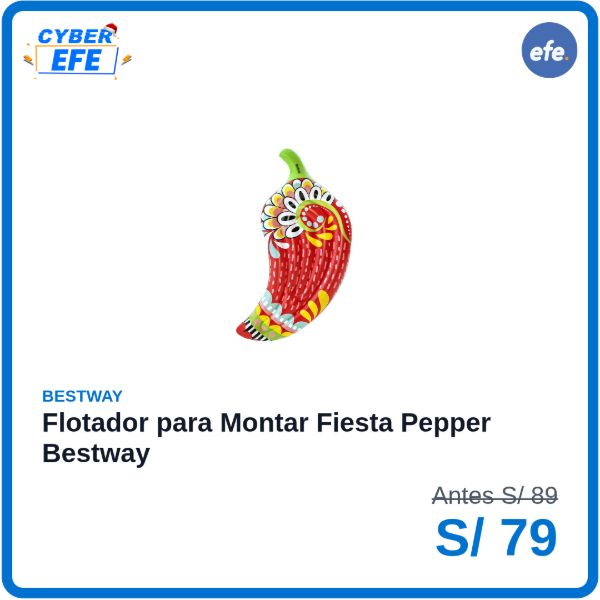 CYBER
EFE
efe.
BESTWAY
Flotador para Montar Fiesta Pepper
Bestway
Antes S/ 89
S/ 79